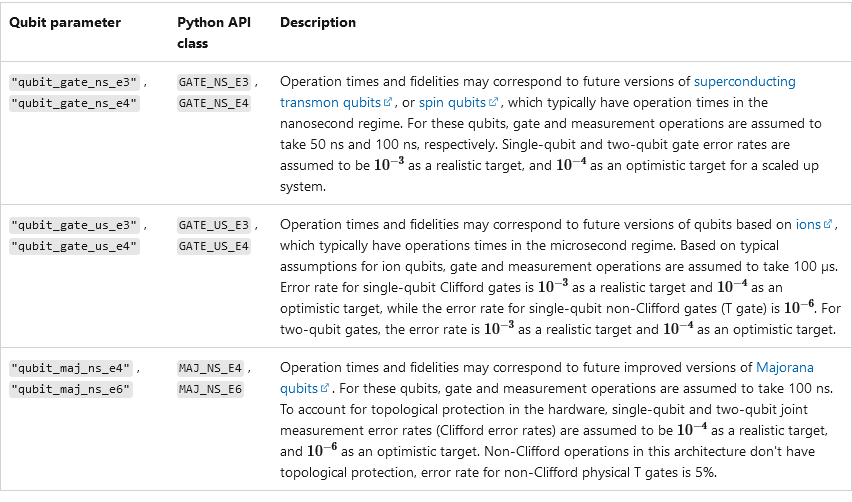 Qubit parameter Python API class Description
"qubit_gate_ns_e3" ,
"qubit_gate_ns_e4"
GATE_NS_E3 ,
GATE_NS_E4
Operation times and fidelities may correspond to future versions of superconducting
transmon qubits, or spin qubits, which typically have operation times in the
nanosecond regime. For these qubits, gate and measurement operations are assumed to
take 50 ns and 100 ns, respectively. Single-qubit and two-qubit gate error rates are
assumed to be 10⁻³ as a realistic target, and 10⁻⁴ as an optimistic target for a scaled up
system.
"qubit_gate_us_e3" ,
"qubit_gate_us_e4"
GATE_US_E3 ,
GATE_US_E4
Operation times and fidelities may correspond to future versions of qubits based on ions,
which typically have operations times in the microsecond regime. Based on typical
assumptions for ion qubits, gate and measurement operations are assumed to take 100 µs.
Error rate for single-qubit Clifford gates is 10⁻³ as a realistic target and 10⁻⁴ as an
optimistic target, while the error rate for single-qubit non-Clifford gates (T gate) is 10⁻⁶. For
two-qubit gates, the error rate is 10⁻³ as a realistic target and 10⁻⁴ as an optimistic target.
"qubit_maj_ns_e4" ,
"qubit_maj_ns_e6"
MAJ_NS_E4 ,
MAJ_NS_E6
Operation times and fidelities may correspond to future improved versions of Majorana
qubits. For these qubits, gate and measurement operations are assumed to take 100 ns.
To account for topological protection in the hardware, single-qubit and two-qubit joint
measurement error rates (Clifford error rates) are assumed to be 10⁻⁴ as a realistic target,
and 10⁻⁶ as an optimistic target. Non-Clifford operations in this architecture don't have
topological protection, error rate for non-Clifford physical T gates is 5%.